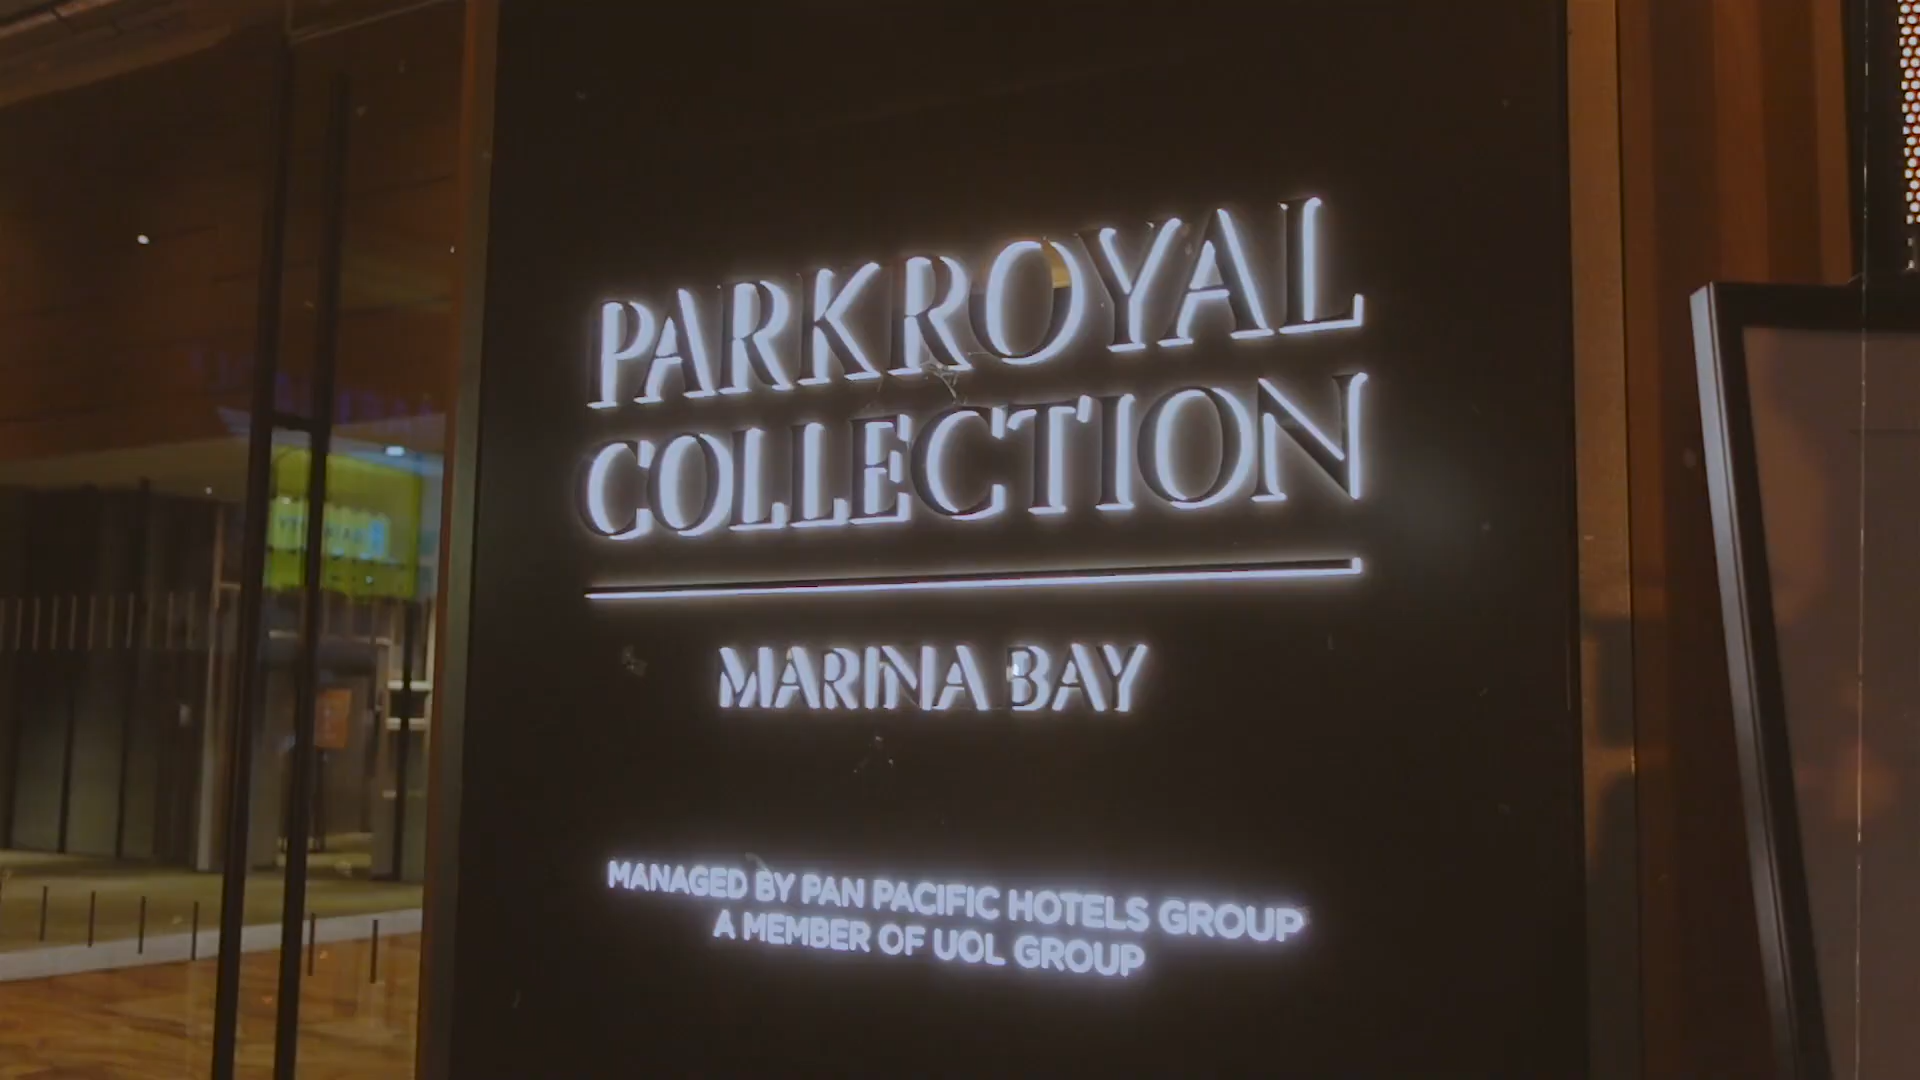 PARKROYAL
COLLECTION
MARINA BAY
MANAGED BY PAN PACIFIC HOTELS GROUP
A MEMBER OF UOL GROUP